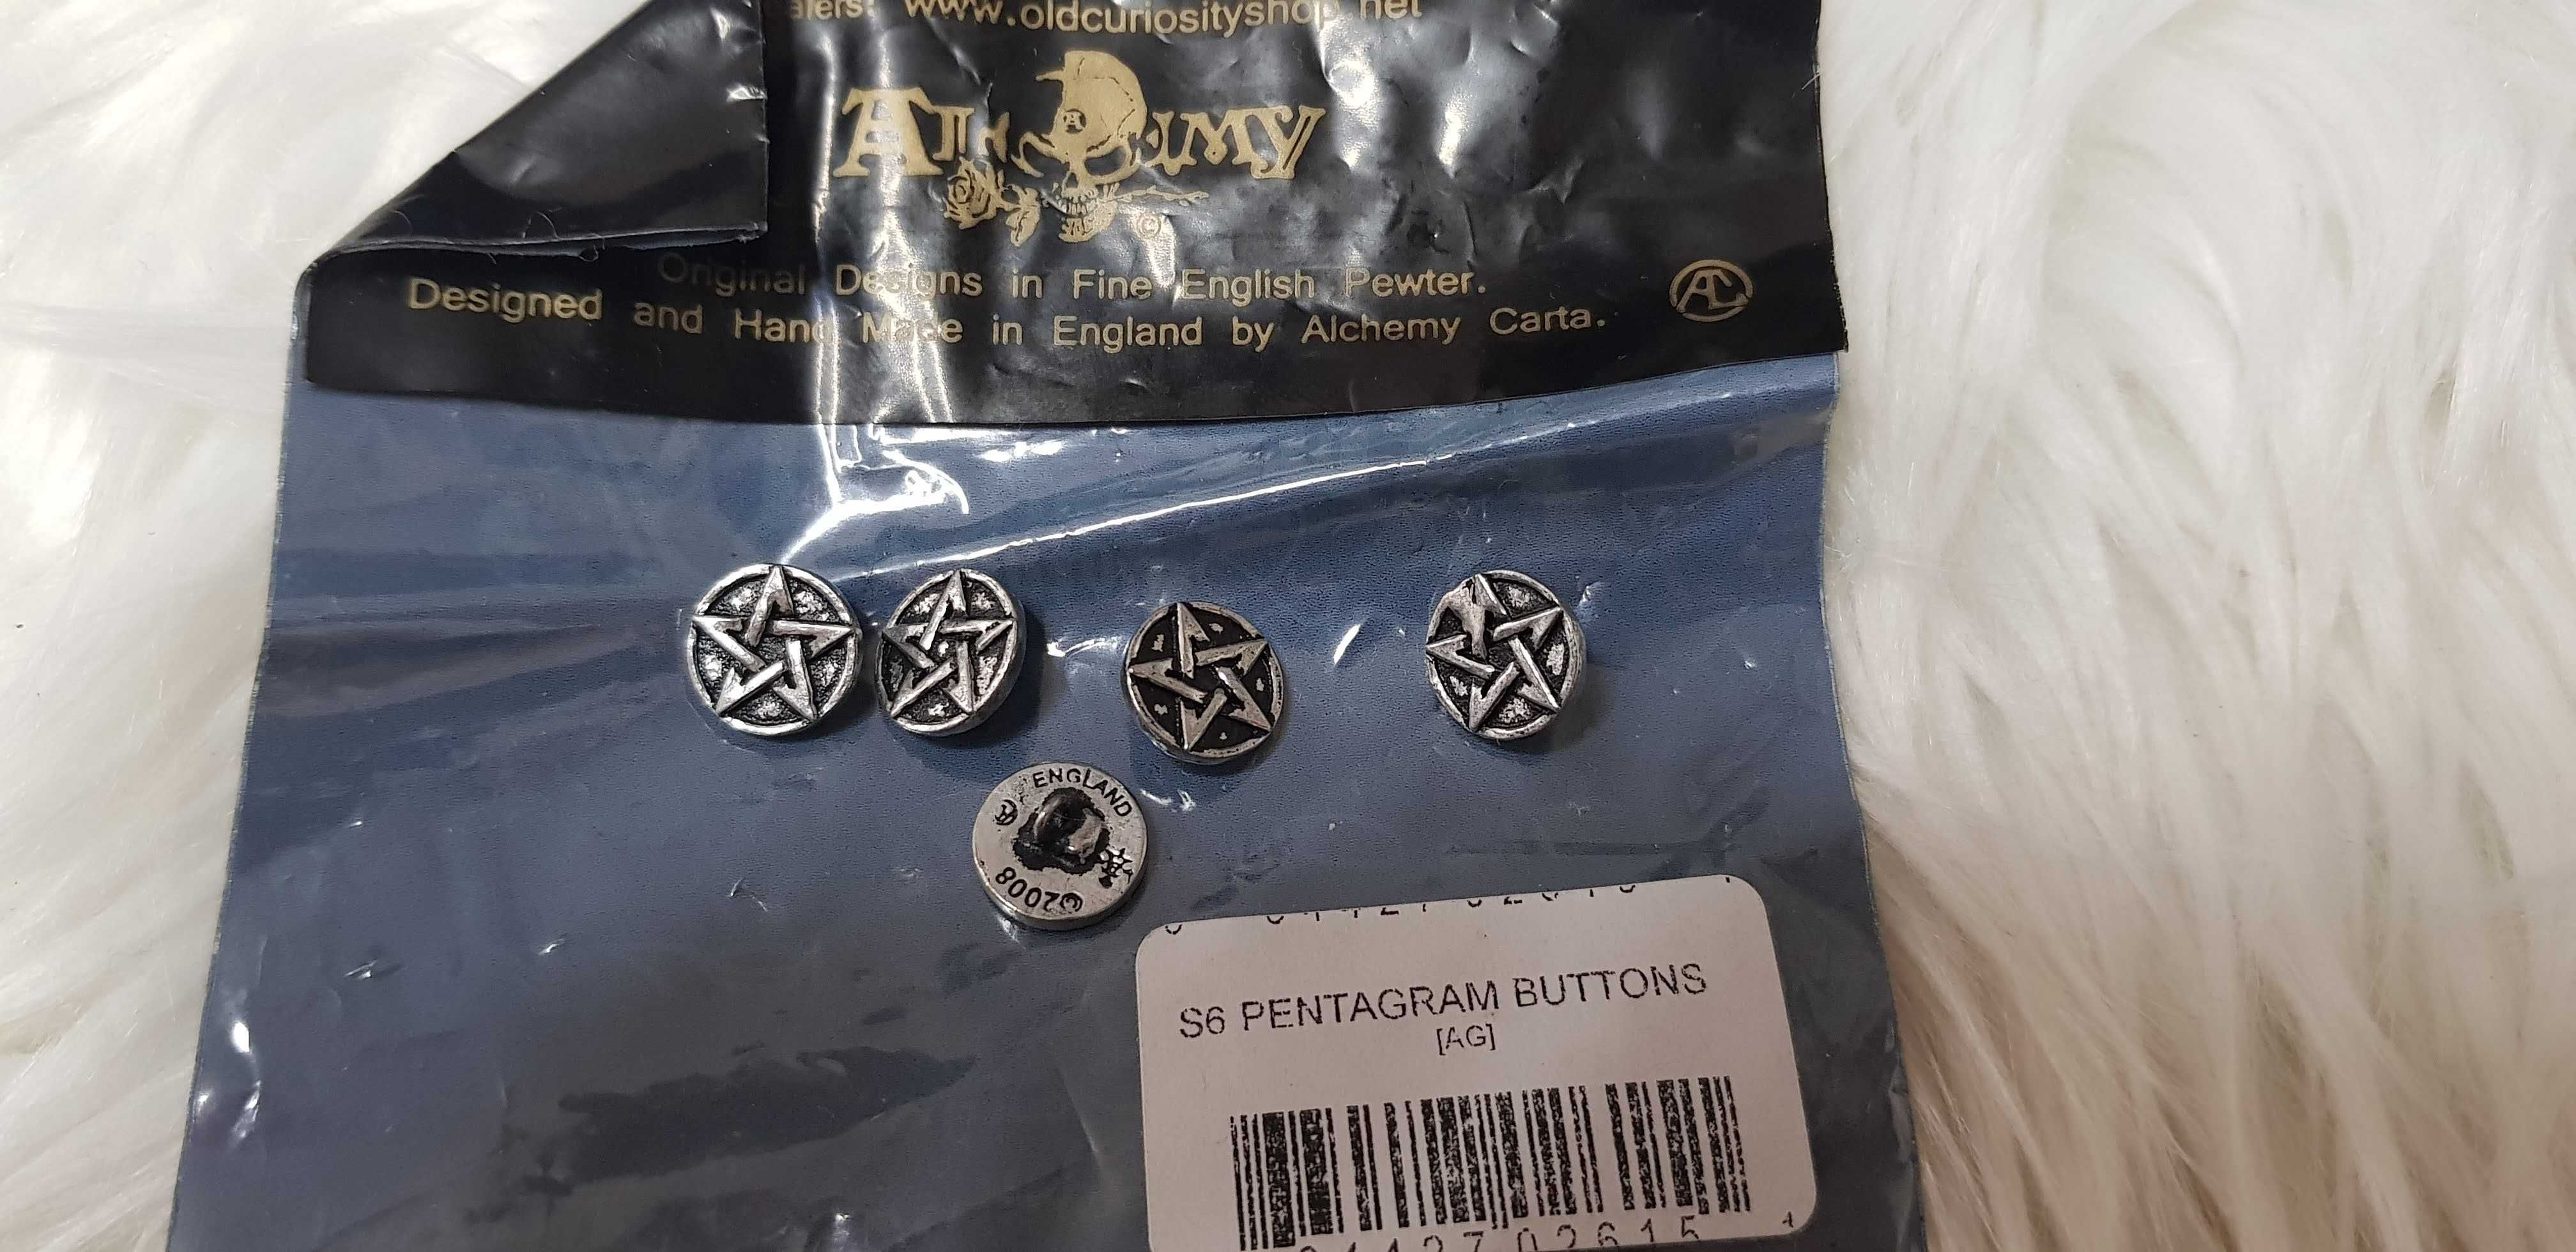 www.oldcuriosityshop.net
Alchemy
©
Original Designs in Fine English Pewter.
Designed and Hand Made in England by Alchemy Carta.
ENGLAND
©2008
S6 PENTAGRAM BUTTONS
[AG]